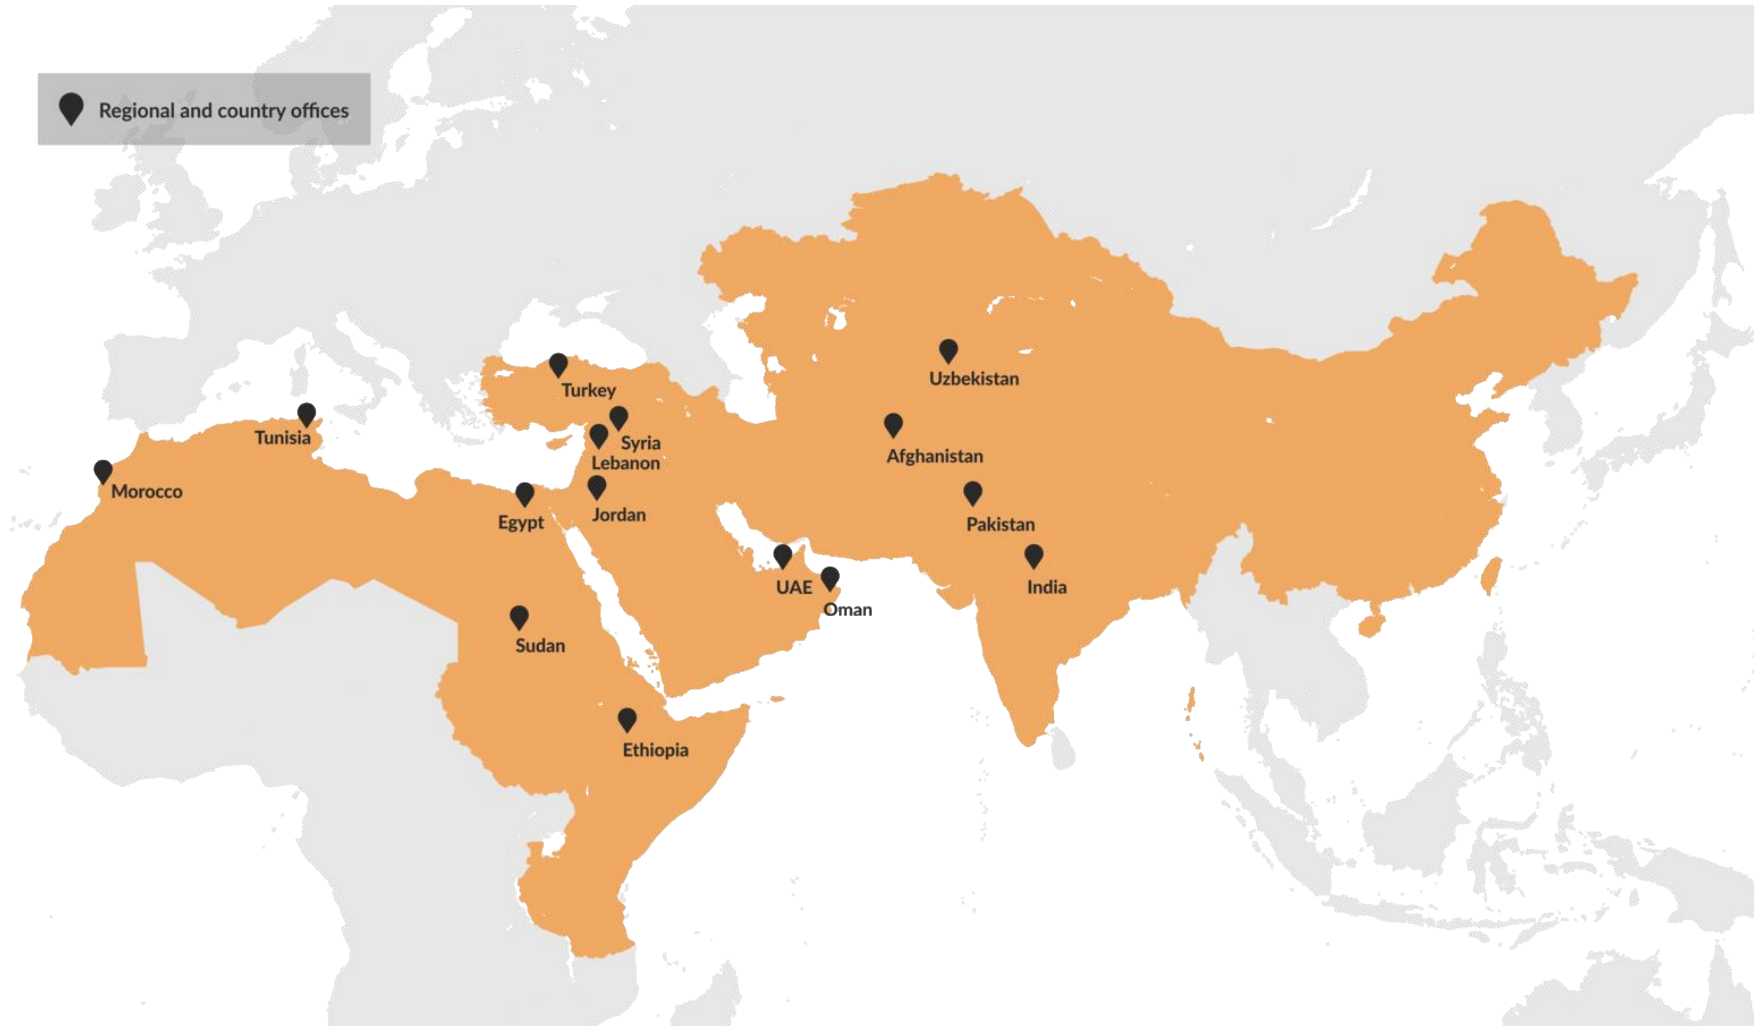 Regional and country offices
Uzbekistan
Turkey
Tunisia
Syria
Afghanistan
Lebanon
Morocco
Egypt
Jordan
Pakistan
UAE
India
Oman
Sudan
Ethiopia